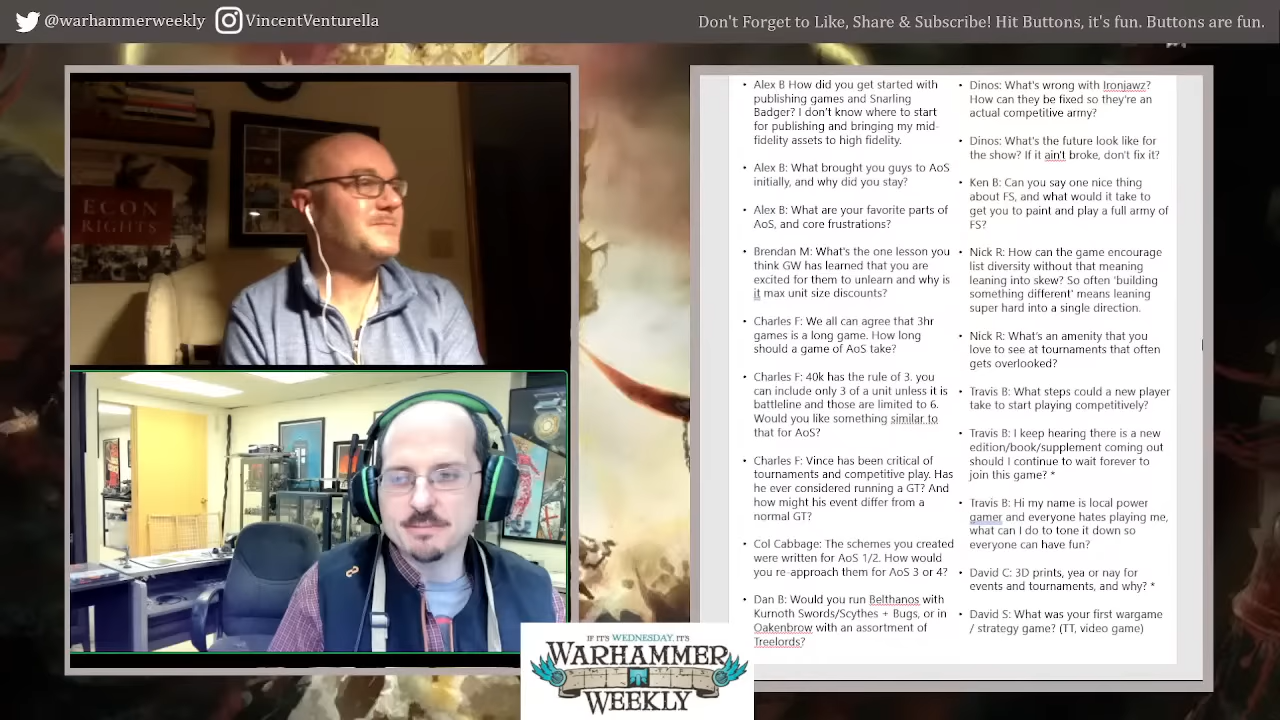 @warhammerweekly VincentVenturella
Don't Forget to Like, Share & Subscribe! Hit Buttons, it's fun. Buttons are fun.
ECON
RIGHTS
• Alex B How did you get started with
publishing games and Snarling
Badger? I don't know where to start
for publishing and bringing my mid-
fidelity assets to high fidelity.
• Alex B: What brought you guys to AoS
initially, and why did you stay?
• Alex B: What are your favorite parts of
AoS, and core frustrations?
• Brendan M: What's the one lesson you
think GW has learned that you are
excited for them to unlearn and why is
it max unit size discounts?
• Charles F: We all can agree that 3hr
games is a long game. How long
should a game of AoS take?
• Charles F: 40k has the rule of 3. you
can include only 3 of a unit unless it is
battleline and those are limited to 6.
Would you like something similar to
that for AoS?
• Charles F: Vince has been critical of
tournaments and competitive play. Has
he ever considered running a GT? And
how might his event differ from a
normal GT?
• Col Cabbage: The schemes you created
were written for AoS 1/2. How would
you re-approach them for AoS 3 or 4?
• Dan B: Would you run Belthanos with
Kurnoth Swords/Scythes + Bugs, or in
Oakenbrow with an assortment of
Treelords?
• Dinos: What's wrong with Ironjawz?
How can they be fixed so they're an
actual competitive army?
• Dinos: What's the future look like for
the show? If it ain't broke, don't fix it?
• Ken B: Can you say one nice thing
about FS, and what would it take to
get you to paint and play a full army of
FS?
• Nick R: How can the game encourage
list diversity without that meaning
leaning into skew? So often 'building
something different' means leaning
super hard into a single direction.
• Nick R: What's an amenity that you
love to see at tournaments that often
gets overlooked?
• Travis B: What steps could a new player
take to start playing competitively?
• Travis B: I keep hearing there is a new
edition/book/supplement coming out
should I continue to wait forever to
join this game? *
• Travis B: Hi my name is local power
gamer and everyone hates playing me,
what can I do to tone it down so
everyone can have fun?
• David C: 3D prints, yea or nay for
events and tournaments, and why? *
• David S: What was your first wargame
/ strategy game? (TT, video game)
IF IT'S WEDNESDAY, IT'S
WARHAMMER
WEEKLY